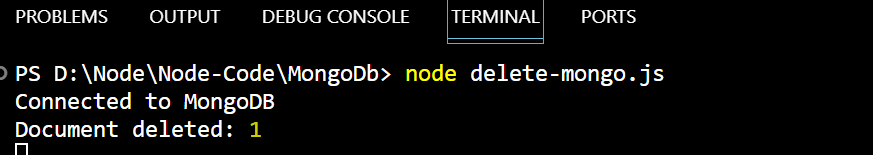 PROBLEMS OUTPUT DEBUG CONSOLE TERMINAL PORTS
PS D:\Node\Node-Code\MongoDb> node delete-mongo.js
Connected to MongoDB
Document deleted: 1